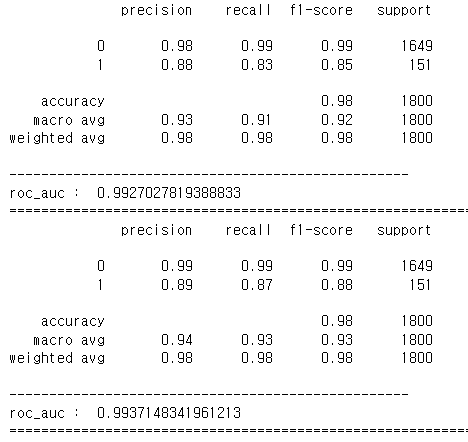 precision recall f1-score support
0 0.98 0.99 0.99 1649
1 0.88 0.83 0.85 151
accuracy 0.98 1800
macro avg 0.93 0.91 0.92 1800
weighted avg 0.98 0.98 0.98 1800
--------------------------------------------------
roc_auc : 0.9927027819388833
==========================================================
precision recall f1-score support
0 0.99 0.99 0.99 1649
1 0.89 0.87 0.88 151
accuracy 0.98 1800
macro avg 0.94 0.93 0.93 1800
weighted avg 0.98 0.98 0.98 1800
--------------------------------------------------
roc_auc : 0.9937148341961213
==========================================================